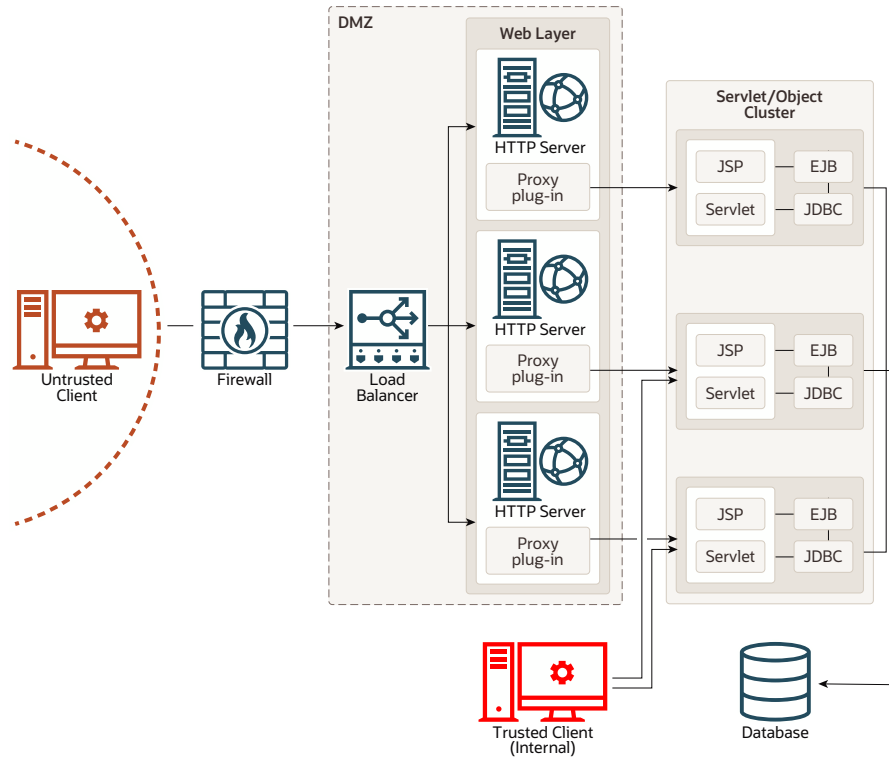 DMZ
Web Layer
HTTP Server
Proxy
plug-in
HTTP Server
Proxy
plug-in
HTTP Server
Proxy
plug-in
Servlet/Object
Cluster
JSP
EJB
Servlet
JDBC
JSP
EJB
Servlet
JDBC
JSP
EJB
Servlet
JDBC
Untrusted
Client
Firewall
Load
Balancer
Trusted Client
(Internal)
Database